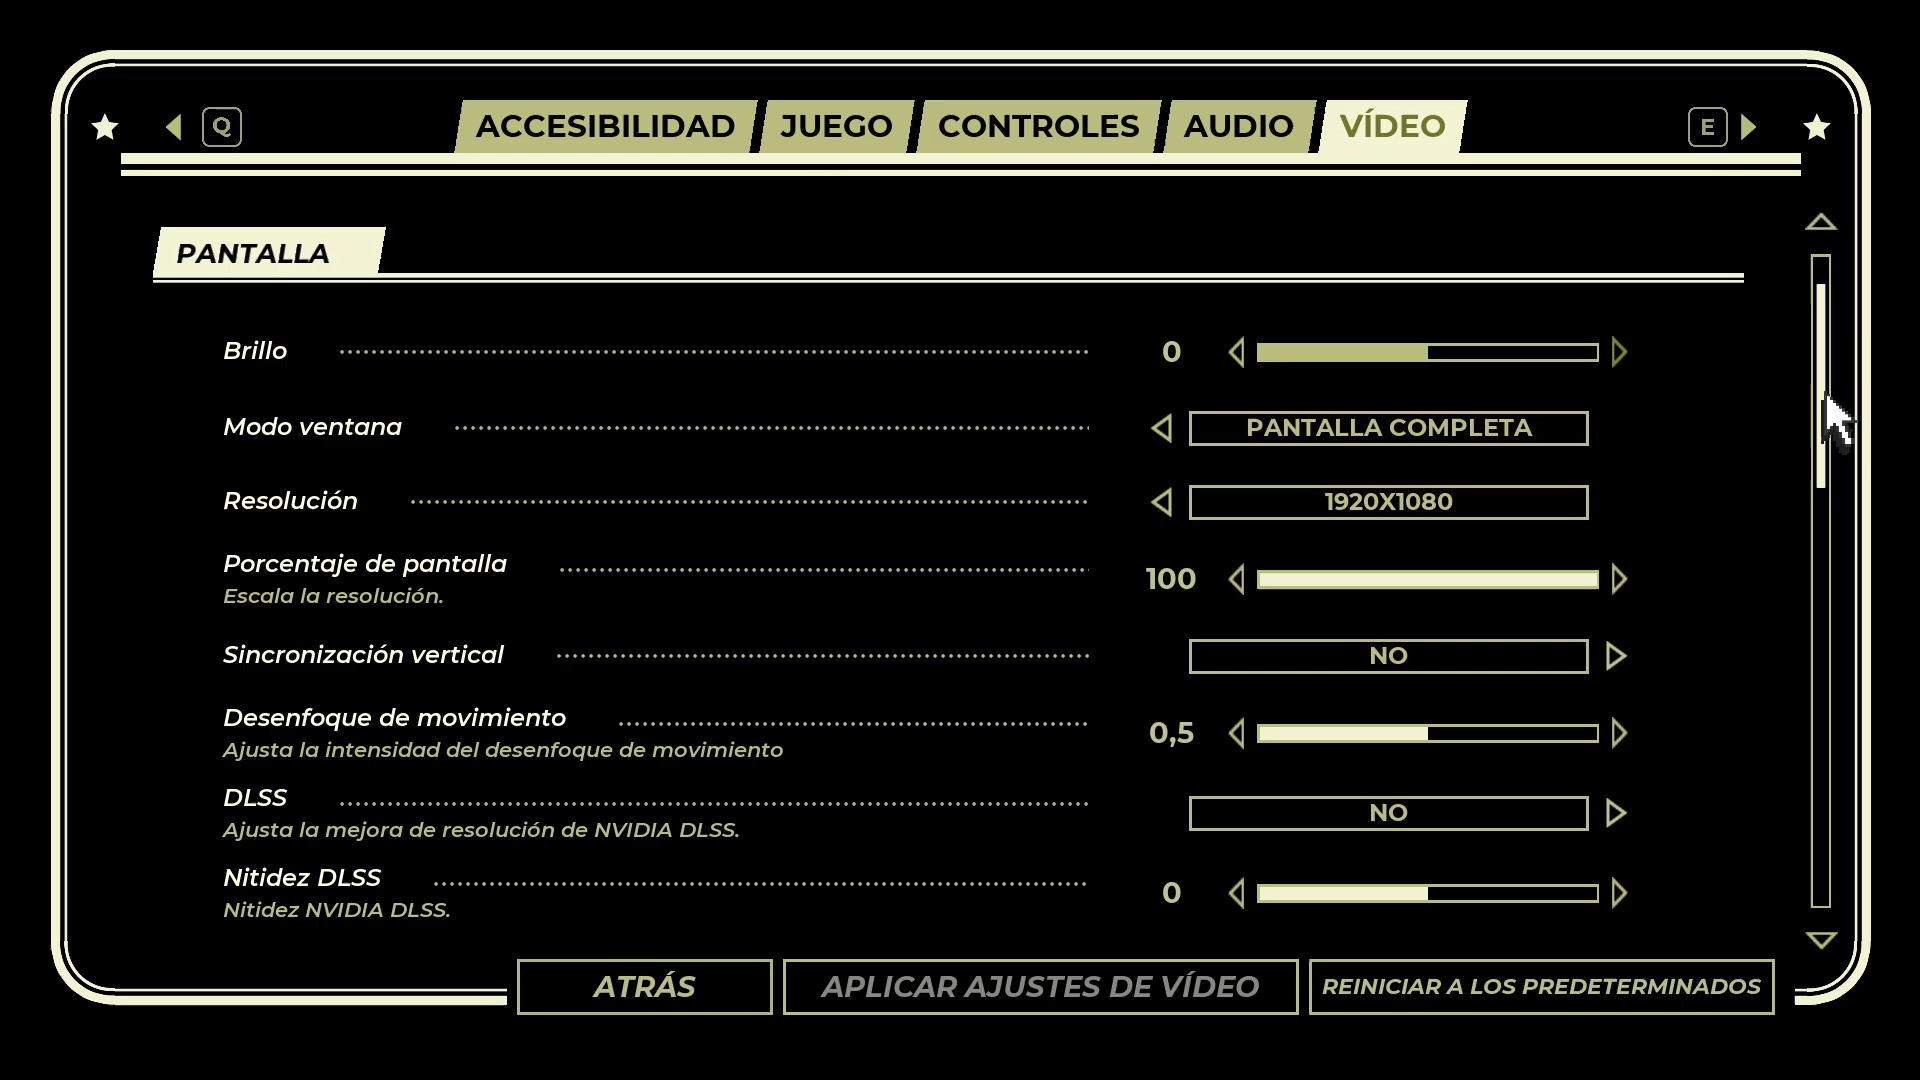 Q ACCESIBILIDAD JUEGO CONTROLES AUDIO VÍDEO E
PANTALLA
Brillo 0
Modo ventana PANTALLA COMPLETA
Resolución 1920X1080
Porcentaje de pantalla 100
Escala la resolución.
Sincronización vertical NO
Desenfoque de movimiento 0,5
Ajusta la intensidad del desenfoque de movimiento
DLSS NO
Ajusta la mejora de resolución de NVIDIA DLSS.
Nitidez DLSS 0
Nitidez NVIDIA DLSS.
ATRÁS APLICAR AJUSTES DE VÍDEO REINICIAR A LOS PREDETERMINADOS